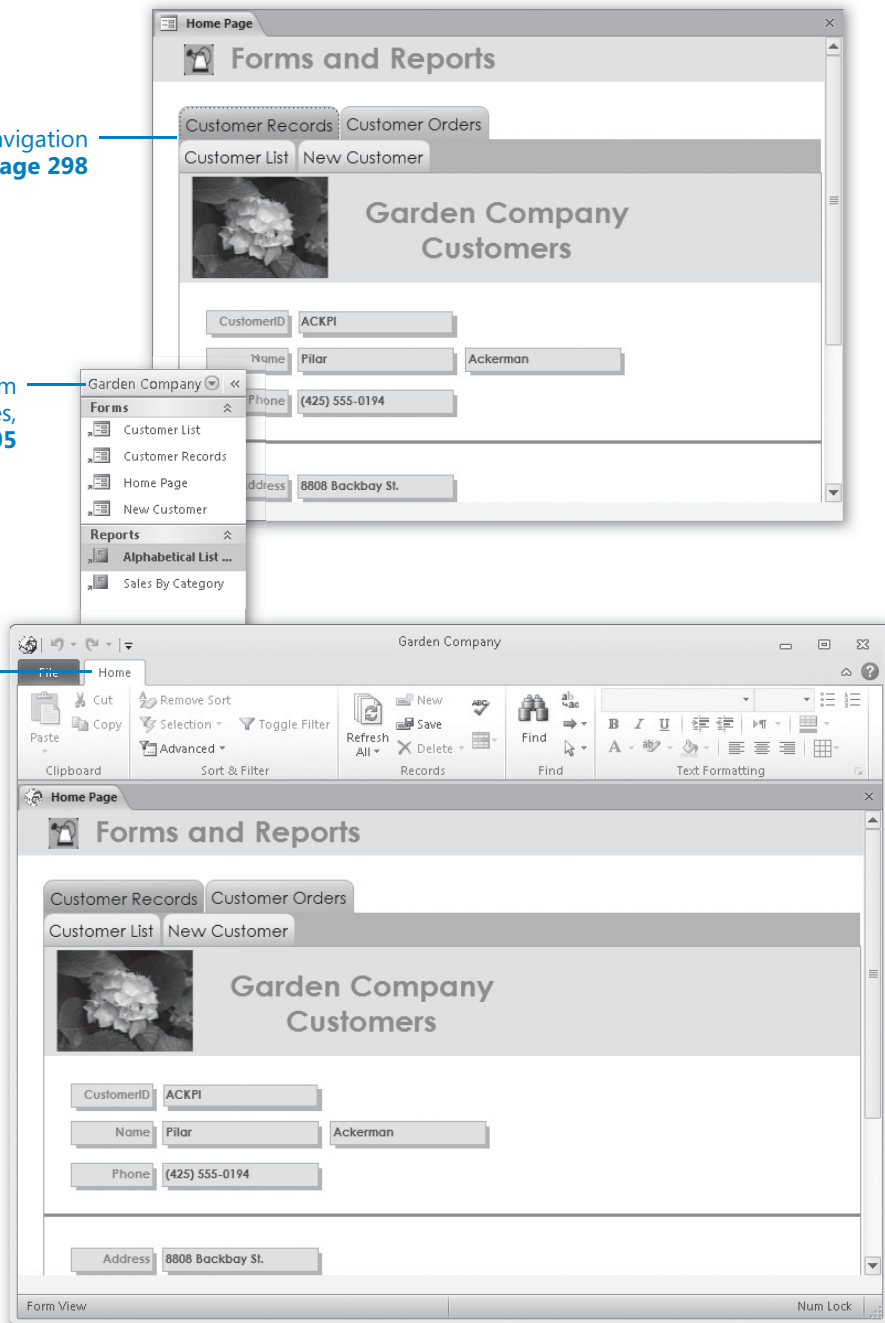 Home Page
Forms and Reports
Customer Records Customer Orders
avigation
age 298
Customer List New Customer
Garden Company
Customers
CustomerID ACKPI
Name Pilar Ackerman
Phone (425) 555-0194
Address 8808 Backbay St.
m
es,
05
Garden Company
Forms
Customer List
Customer Records
Home Page
New Customer
Reports
Alphabetical List ...
Sales By Category
Garden Company
File Home
Paste
Cut
Copy
Clipboard
Remove Sort
Selection Toggle Filter
Advanced
Sort & Filter
Refresh
All
New
Save
Delete
ABC
Records
Find
ab
ac
Find
B I U
A ab
Text Formatting
Home Page
Forms and Reports
Customer Records Customer Orders
Customer List New Customer
Garden Company
Customers
CustomerID ACKPI
Name Pilar Ackerman
Phone (425) 555-0194
Address 8808 Backbay St.
Form View Num Lock